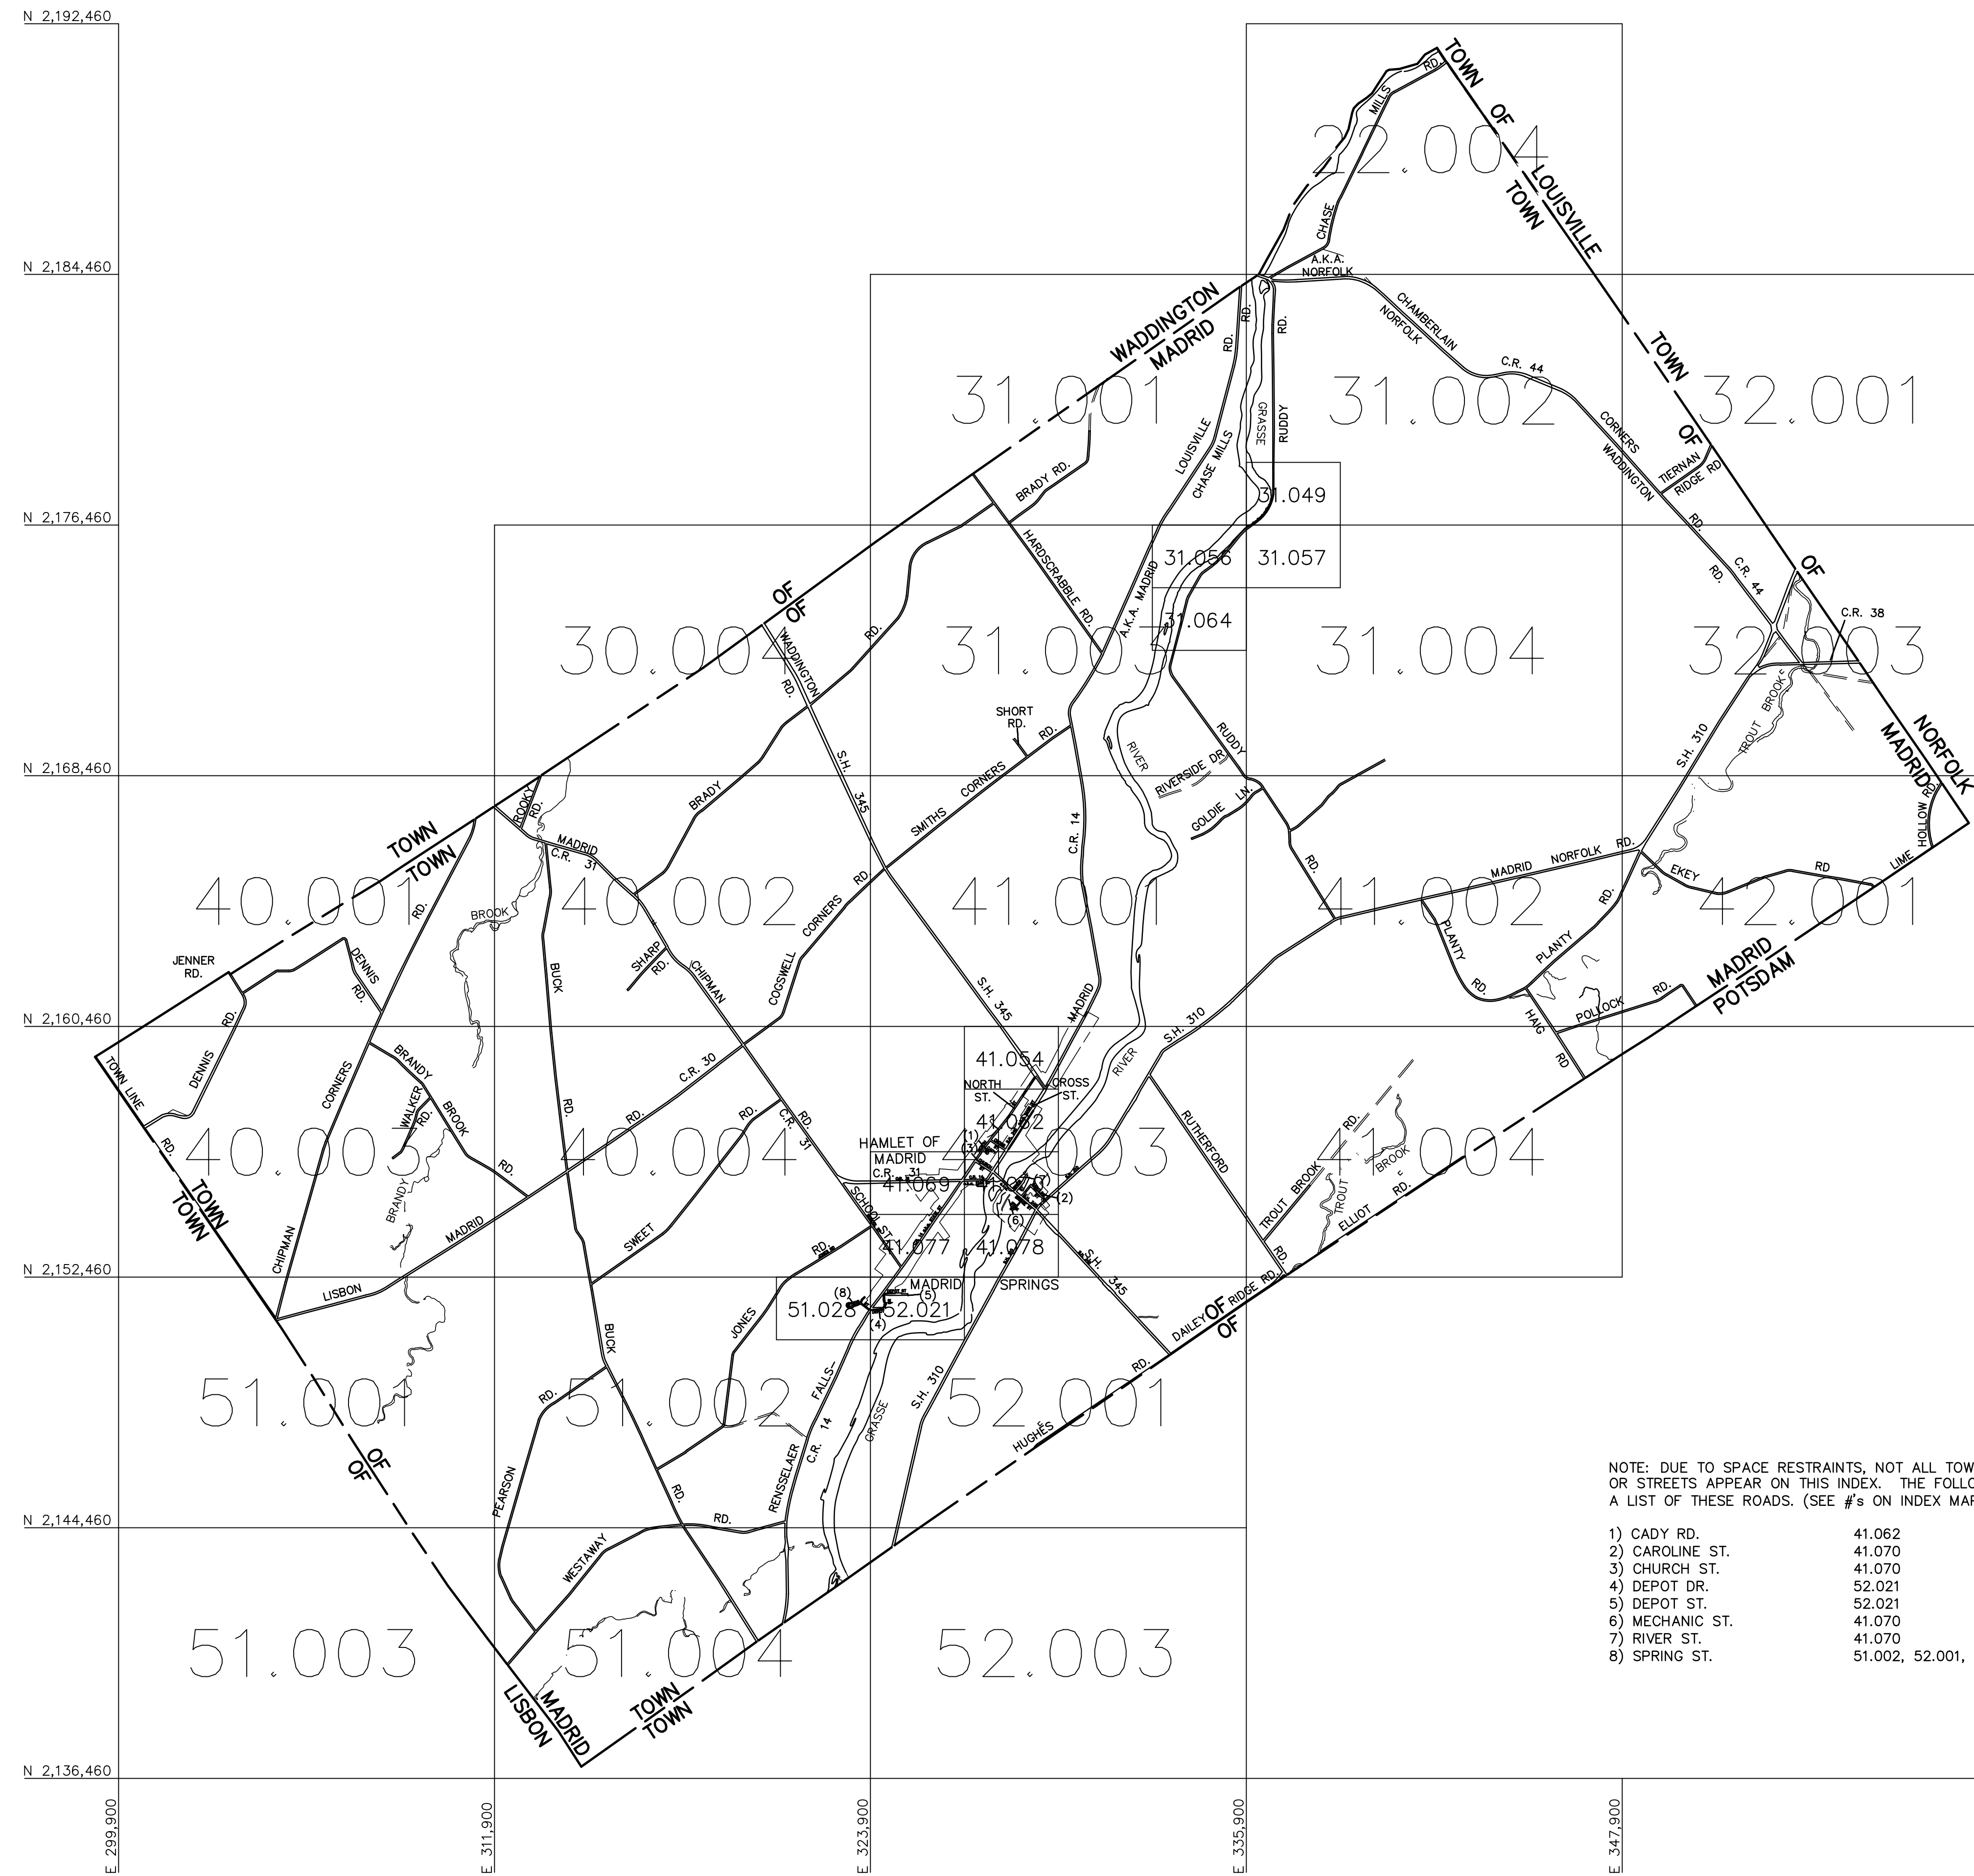 N 2,192,460
TOWN OF LOUISVILLE
TOWN OF NORFOLK
MILLS RD.
22.004
CHASE
N 2,184,460
A.K.A.
NORFOLK
WADDINGTON
MADRID
RD.
RD.
RD.
CHAMBERLAIN
NORFOLK
C.R. 44
31.001
31.002
32.001
GRASSE
RUDDY
LOUISVILLE
CHASE MILLS
CORNERS
WADDINGTON
TIERNAN
RIDGE RD
BRADY RD.
31.049
N 2,176,460
RD.
RD.
HARDSCRABBLE RD.
A.K.A. MADRID
31.056
31.057
C.R. 44
OF
OF
31.064
C.R. 38
30.004
31.003
31.004
32.003
WADDINGTON
RD.
RD.
SHORT
RD.
RD.
RIVER
RUDDY
TROUT BROOK
S.H. 310
MADRID
N 2,168,460
S.H.
345
RIVERSIDE DR.
GOLDIE LN.
HOLLOW RD.
ROOKY
RD.
BRADY
SMITHS CORNERS
C.R. 14
TOWN
TOWN
MADRID
C.R. 31
RD.
MADRID NORFOLK RD.
LIME
EKEY RD
40.001
40.002
41.001
41.002
42.001
RD.
BROOK
CORNERS RD.
PLANTY
PLANTY RD.
JENNER
RD.
DENNIS
RD.
SHARP
RD.
CHIPMAN
COGSWELL
BUCK
RD.
MADRID
POTSDAM
POLLOCK RD.
S.H. 345
MADRID
S.H. 310
HAIG
RD
N 2,160,460
DENNIS
RD.
TOWN LINE
RD.
BRANDY
BROOK
RD.
WALKER
RD.
CORNERS
C.R. 30
RD.
41.054
RIVER
NORTH
ST.
CROSS
ST.
RUTHERFORD
RD.
C.R. 31
RD.
RD.
41.062
(1)
(3)
HAMLET OF
MADRID
C.R. 31
40.003
40.004
41.003
41.004
TROUT BROOK RD.
TROUT BROOK
41.069
41.070
(7)
(2)
(6)
TOWN
TOWN
BRANDY
SCHOOL ST.
ELLIOT RD.
CHIPMAN
MADRID
SWEET
RD.
41.077
41.078
S.H. 345
RD.
N 2,152,460
LISBON
MADRID SPRINGS
(8)
(5)
51.028
52.021
(4)
DAILEY RIDGE RD.
OF
OF
JONES
BUCK
RD.
51.001
51.002
52.001
RD.
FALLS-
C.R. 14
GRASSE
S.H. 310
HUGHES
OF
OF
PEARSON
RENSSELAER
NOTE: DUE TO SPACE RESTRAINTS, NOT ALL
OR STREETS APPEAR ON THIS INDEX. THE
A LIST OF THESE ROADS. (SEE #'s ON INDEX
RD.
N 2,144,460
RD.
WESTAWAY
1) CADY RD. 41.062
2) CAROLINE ST. 41.070
3) CHURCH ST. 41.070
4) DEPOT DR. 52.021
5) DEPOT ST. 52.021
6) MECHANIC ST. 41.070
7) RIVER ST. 41.070
8) SPRING ST. 51.002, 52.001,
51.003
51.004
52.003
LISBON
MADRID
TOWN
TOWN
N 2,136,460
E 299,900
E 311,900
E 323,900
E 335,900
E 347,900